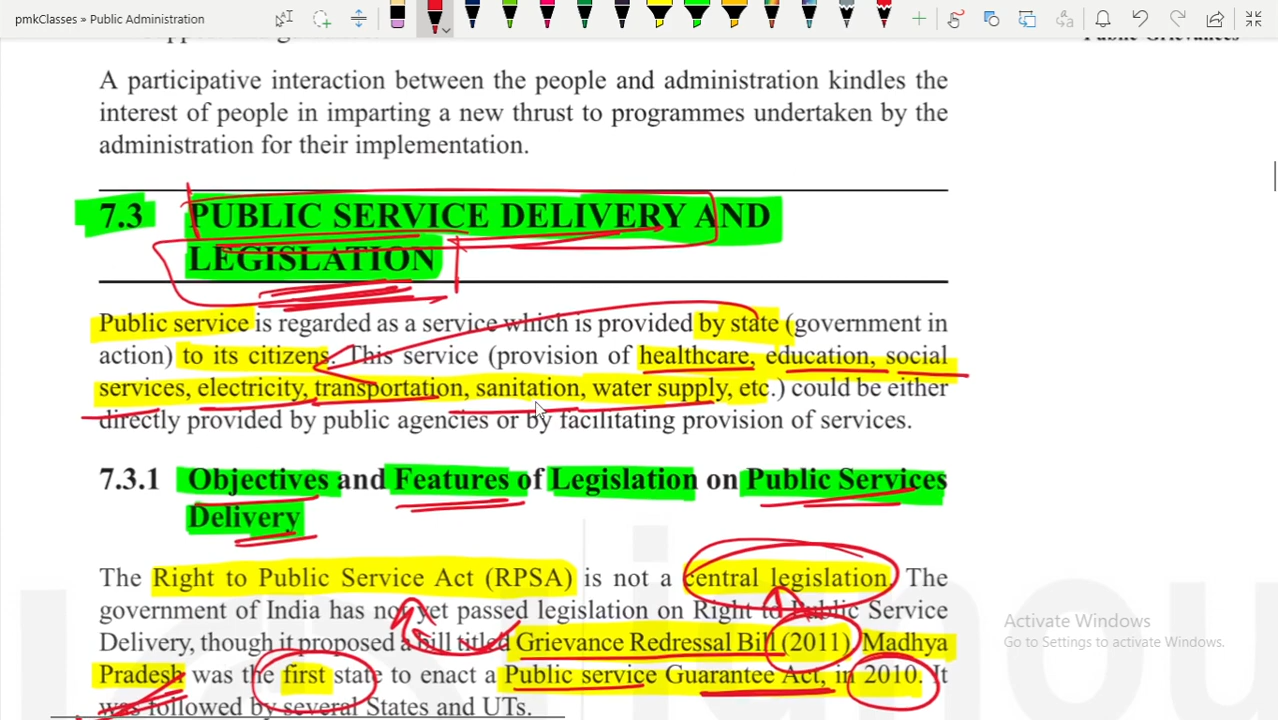 pmkClasses » Public Administration
A participative interaction between the people and administration kindles the
interest of people in imparting a new thrust to programmes undertaken by the
administration for their implementation.
7.3 PUBLIC SERVICE DELIVERY AND
LEGISLATION
Public service is regarded as a service which is provided by state (government in
action) to its citizens. This service (provision of healthcare, education, social
services, electricity, transportation, sanitation, water supply, etc.) could be either
directly provided by public agencies or by facilitating provision of services.
7.3.1 Objectives and Features of Legislation on Public Services
Delivery
The Right to Public Service Act (RPSA) is not a central legislation. The
government of India has not yet passed legislation on Right to Public Service
Delivery, though it proposed a bill titled Grievance Redressal Bill (2011) Madhya
Pradesh was the first state to enact a Public service Guarantee Act, in 2010. It
was followed by several States and UTs.
Activate Windows
Go to Settings to activate Windows.